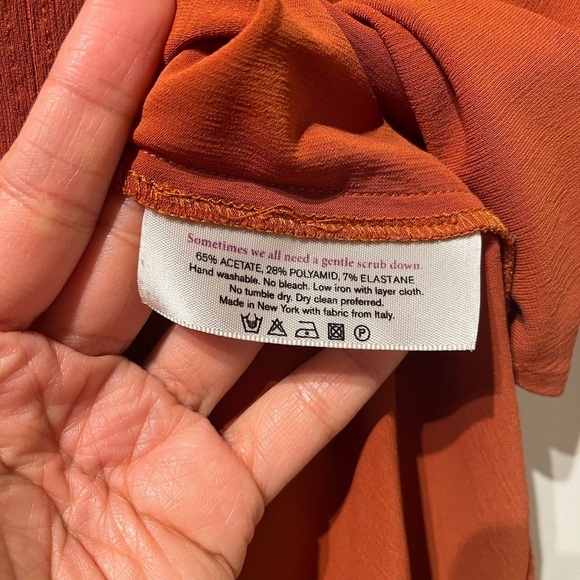 Sometimes we all need a gentle scrub down.
65% ACETATE, 28% POLYAMID, 7% ELASTANE
Hand washable. No bleach. Low iron with layer cloth.
No tumble dry. Dry clean preferred.
Made in New York with fabric from Italy.
P